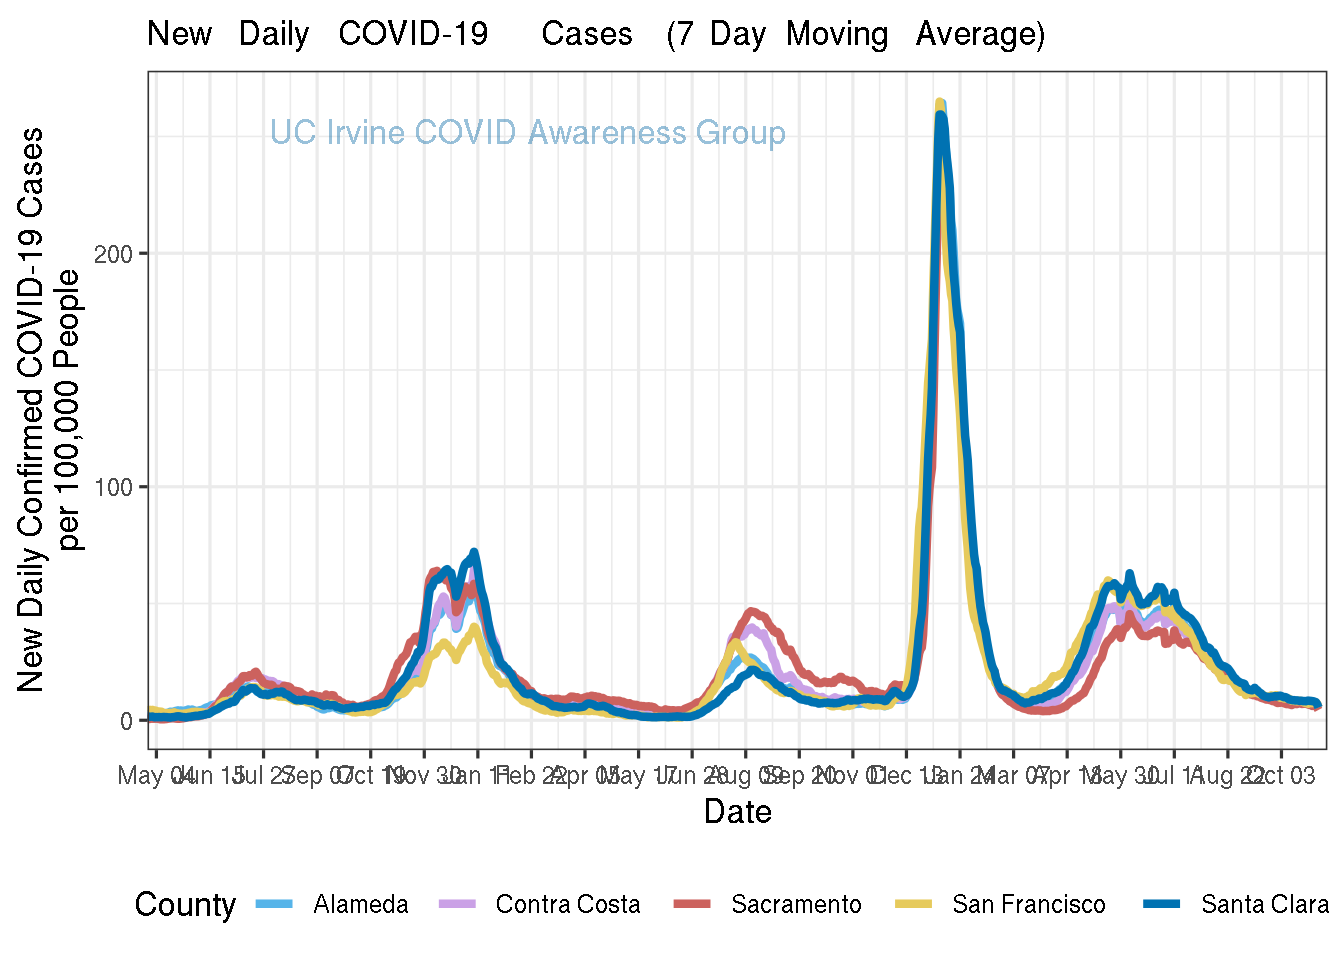 New Daily COVID-19 Cases (7 Day Moving Average)
UC Irvine COVID Awareness Group
New Daily Confirmed COVID-19 Cases
per 100,000 People
200
100
0
May 04 Jun 15 Jul 27 Sep 07 Oct 19 Nov 30 Jan 11 Feb 22 Apr 05 May 17 Jun 28 Aug 09 Sep 20 Nov 01 Dec 13 Jan 24 Mar 07 Apr 18 May 30 Jul 11 Aug 22 Oct 03
Date
County Alameda Contra Costa Sacramento San Francisco Santa Clara